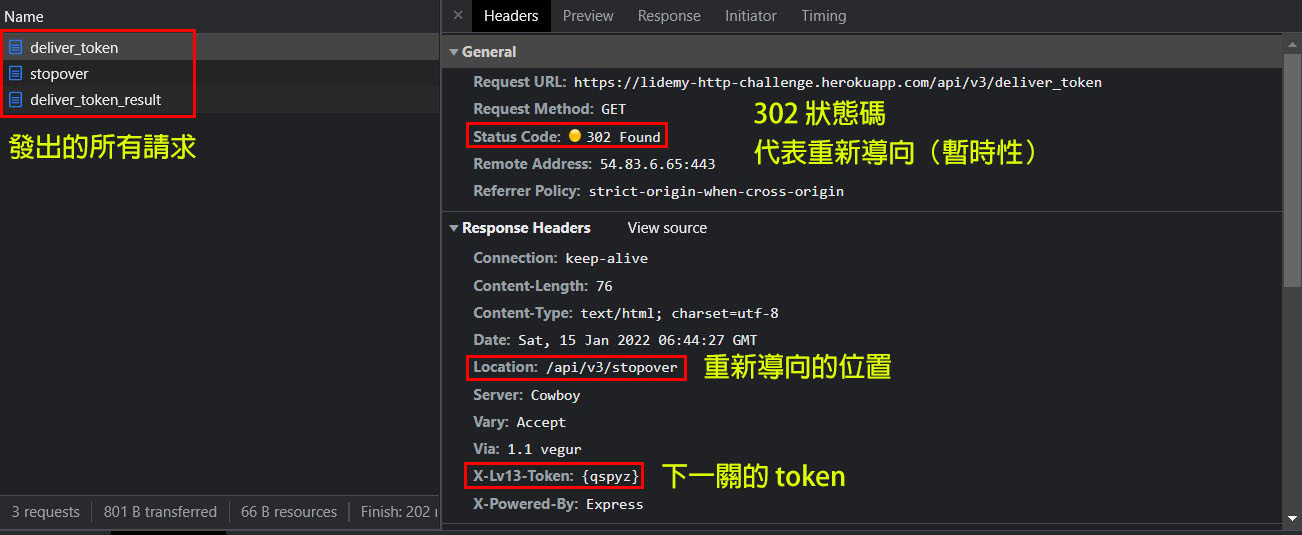 Name
deliver_token
stopover
deliver_token_result
發出的所有請求
3 requests 801 B transferred 66 B resources Finish: 202
Headers Preview Response Initiator Timing
General
Request URL: https://lidemy-http-challenge.herokuapp.com/api/v3/deliver_token
Request Method: GET
Status Code: 302 Found
302 狀態碼
代表重新導向（暫時性）
Remote Address: 54.83.6.65:443
Referrer Policy: strict-origin-when-cross-origin
Response Headers View source
Connection: keep-alive
Content-Length: 76
Content-Type: text/html; charset=utf-8
Date: Sat, 15 Jan 2022 06:44:27 GMT
Location: /api/v3/stopover 重新導向的位置
Server: Cowboy
Vary: Accept
Via: 1.1 vegur
X-Lv13-Token: {qspyz} 下一關的 token
X-Powered-By: Express